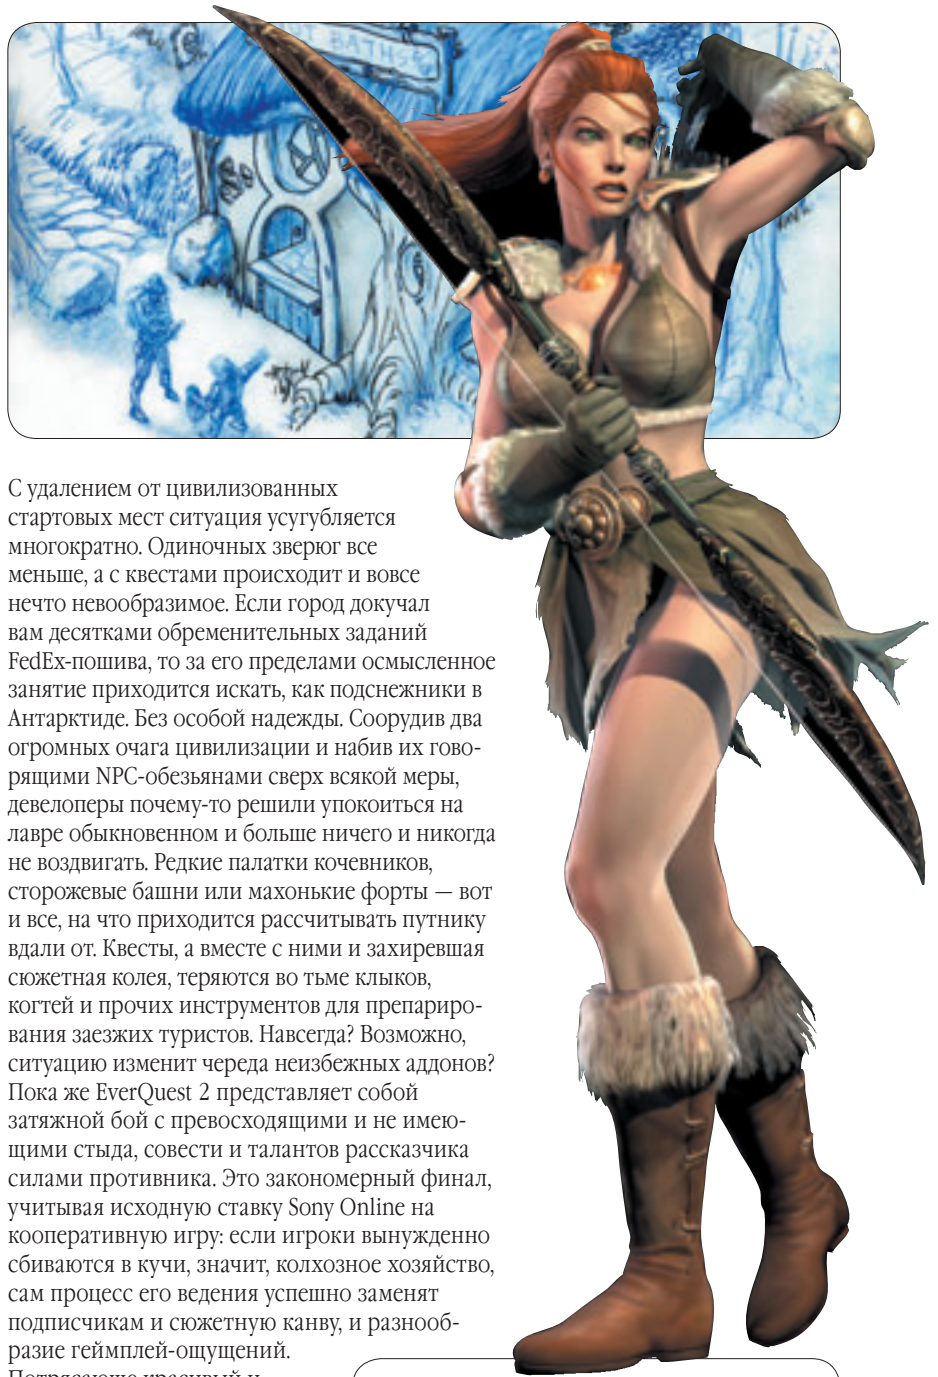 T BATHS
С удалением от цивилизованных
стартовых мест ситуация усугубляется
многократно. Одиночных зверюг все
меньше, а с квестами происходит и вовсе
нечто невообразимое. Если город докучал
вам десятками обременительных заданий
FedEx-пошива, то за его пределами осмысленное
занятие приходится искать, как подснежники в
Антарктиде. Без особой надежды. Соорудив два
огромных очага цивилизации и набив их гово-
рящими NPC-обезьянами сверх всякой меры,
девелоперы почему-то решили упокоиться на
лавре обыкновенном и больше ничего и никогда
не воздвигать. Редкие палатки кочевников,
сторожевые башни или махонькие форты — вот
и все, на что приходится рассчитывать путнику
вдали от. Квесты, а вместе с ними и захиревшая
сюжетная колея, теряются во тьме клыков,
когтей и прочих инструментов для препариро-
вания заезжих туристов. Навсегда? Возможно,
ситуацию изменит череда неизбежных аддонов?
Пока же EverQuest 2 представляет собой
затяжной бой с превосходящими и не имею-
щими стыда, совести и талантов рассказчика
силами противника. Это закономерный финал,
учитывая исходную ставку Sony Online на
кооперативную игру: если игроки вынужденно
сбиваются в кучи, значит, колхозное хозяйство,
сам процесс его ведения успешно заменят
подписчикам и сюжетную канву, и разнооб-
разие геймплей-ощущений.
Потрясающе красивый и